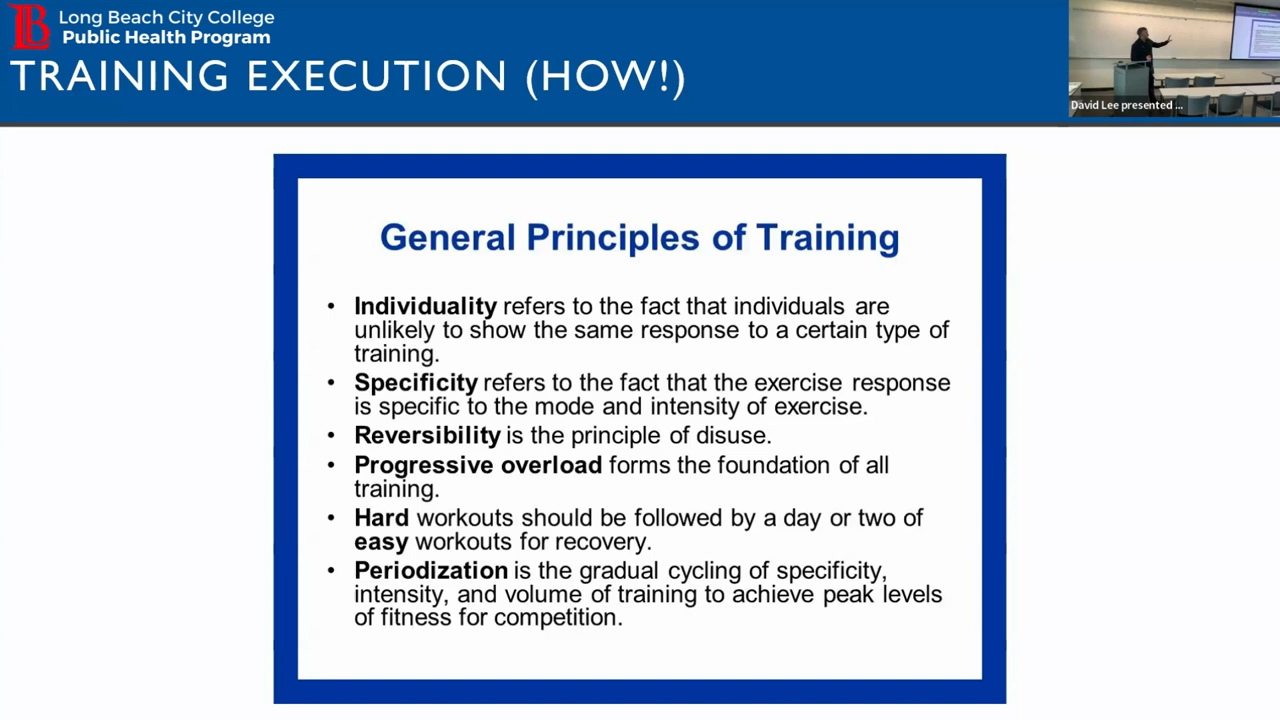 Long Beach City College
Public Health Program
TRAINING EXECUTION (HOW!)
David Lee presented ...
General Principles of Training
• Individuality refers to the fact that individuals are
unlikely to show the same response to a certain type of
training.
• Specificity refers to the fact that the exercise response
is specific to the mode and intensity of exercise.
• Reversibility is the principle of disuse.
• Progressive overload forms the foundation of all
training.
• Hard workouts should be followed by a day or two of
easy workouts for recovery.
• Periodization is the gradual cycling of specificity,
intensity, and volume of training to achieve peak levels
of fitness for competition.